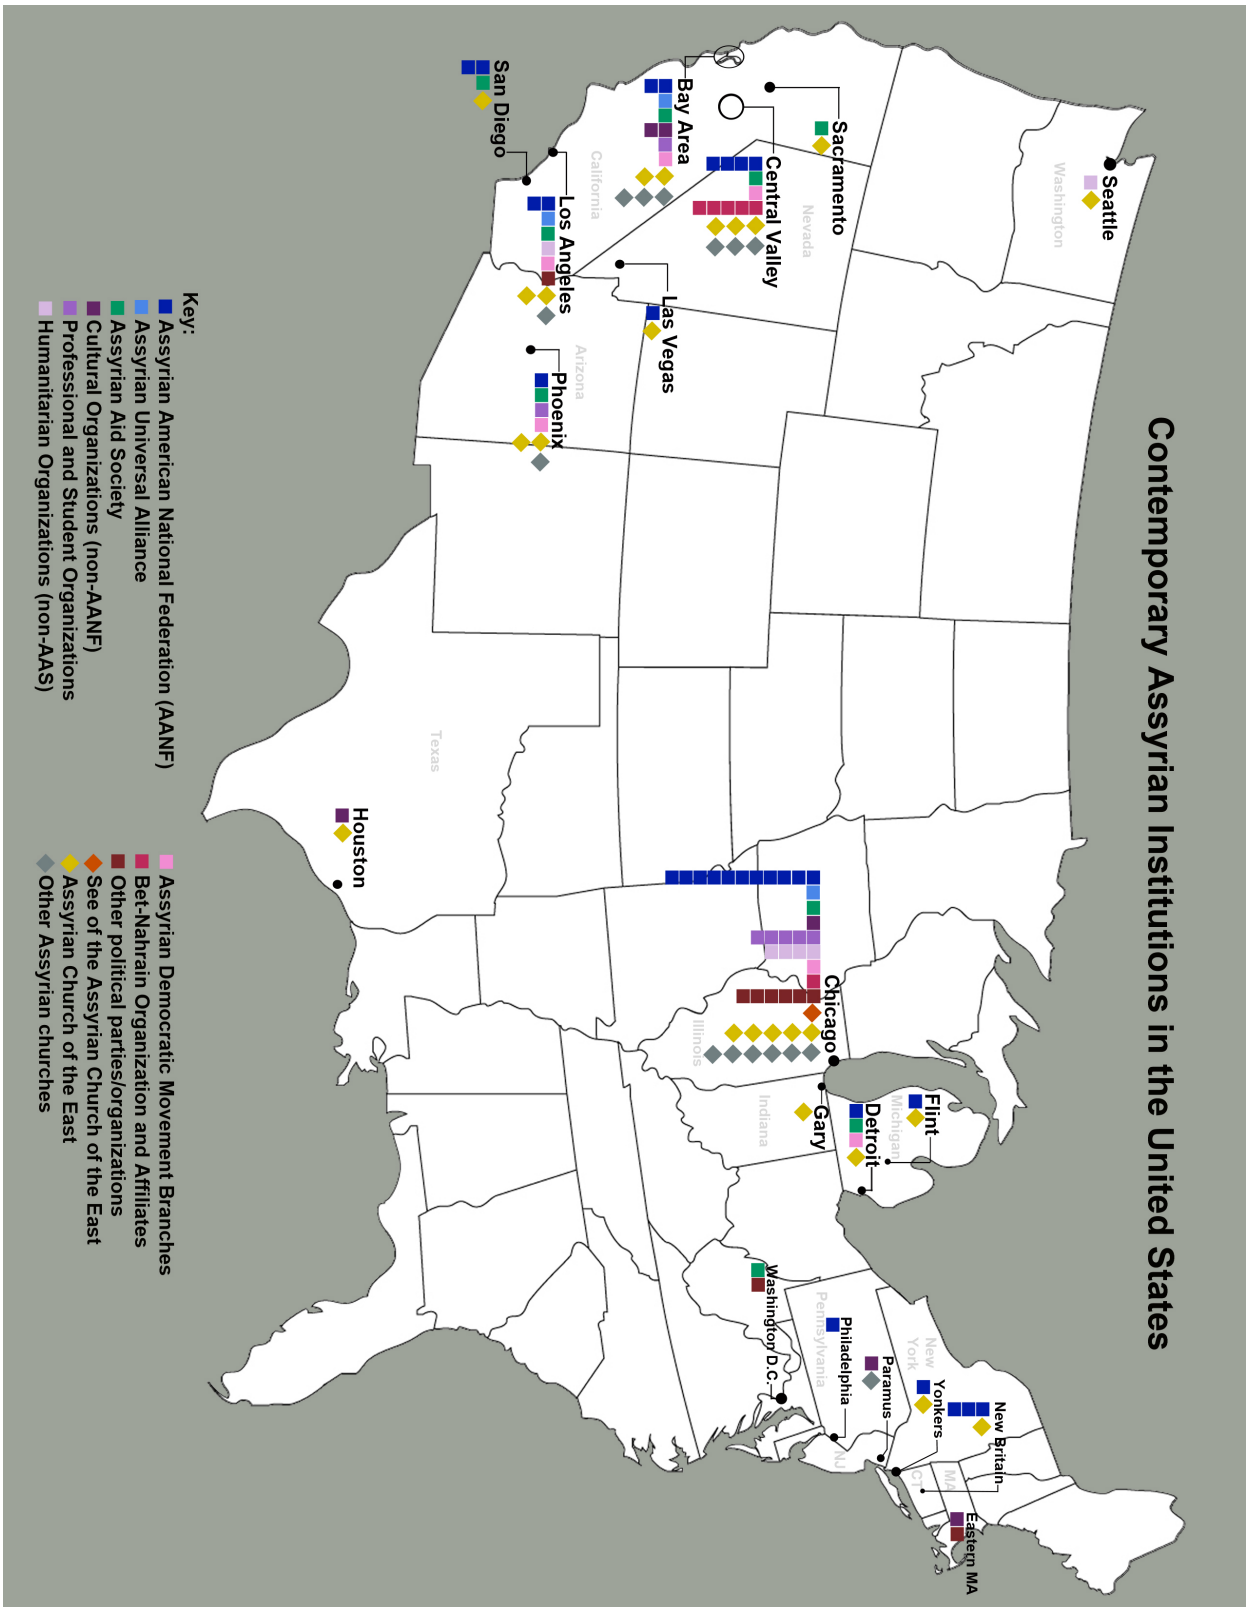 Contemporary Assyrian Institutions in the United States
Seattle
Washington
Sacramento
Nevada
Central Valley
Bay Area
California
San Diego
Los Angeles
Las Vegas
Arizona
Phoenix
Texas
Houston
Chicago
Illinois
Gary
Indiana
Flint
Michigan
Detroit
Washington D.C.
Pennsylvania
Philadelphia
Paramus
New
York
Yonkers
New Britain
NJ
CT
MA
Eastern MA
Key:
Assyrian American National Federation (AANF)
Assyrian Universal Alliance
Assyrian Aid Society
Cultural Organizations (non-AANF)
Professional and Student Organizations
Humanitarian Organizations (non-AAS)
Assyrian Democratic Movement Branches
Bet-Nahrain Organization and Affiliates
Other political parties/organizations
See of the Assyrian Church of the East
Assyrian Church of the East
Other Assyrian churches